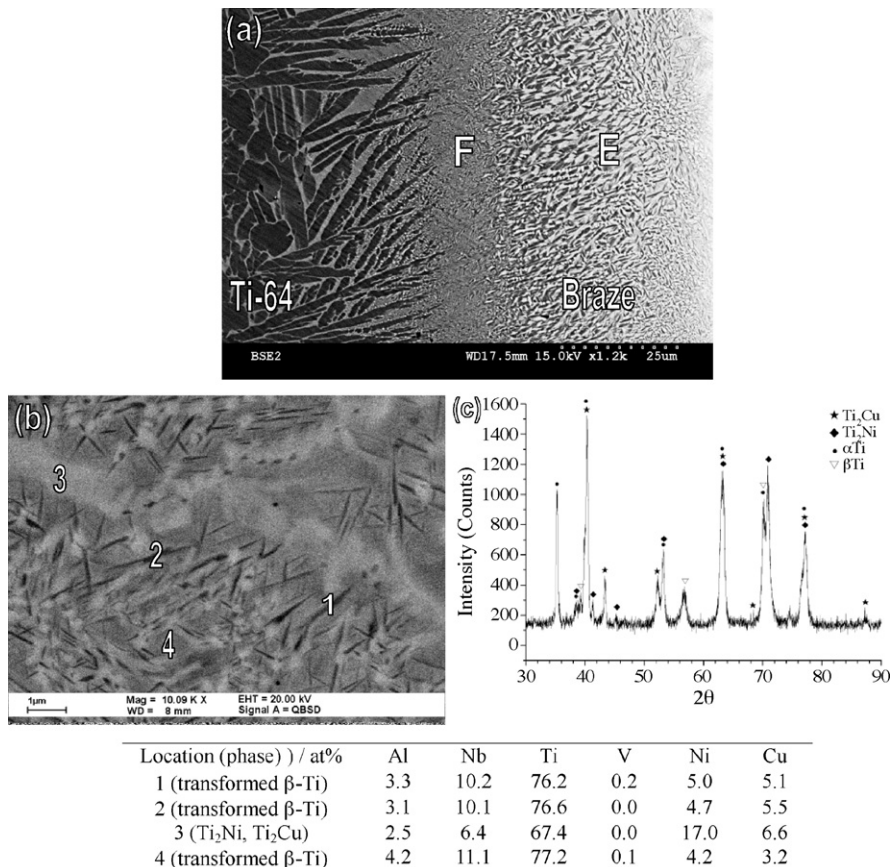 (a)
F
E
Ti-64
Braze
BSE2
WD17.5mm 15.0kV x1.2k 25um
(b)
3
2
1
4
1μm
Mag = 10.09 K X
EHT = 20.00 kV
WD = 8 mm
Signal A = QBSD
(c)
1600
1400
1200
1000
800
600
400
200
0
Intensity (Counts)
30 40 50 60 70 80 90
2θ
★ Ti₂Cu
◆ Ti₂Ni
• αTi
▽ βTi
Location (phase) ) / at% Al Nb Ti V Ni Cu
1 (transformed β-Ti) 3.3 10.2 76.2 0.2 5.0 5.1
2 (transformed β-Ti) 3.1 10.1 76.6 0.0 4.7 5.5
3 (Ti₂Ni, Ti₂Cu) 2.5 6.4 67.4 0.0 17.0 6.6
4 (transformed β-Ti) 4.2 11.1 77.2 0.1 4.2 3.2